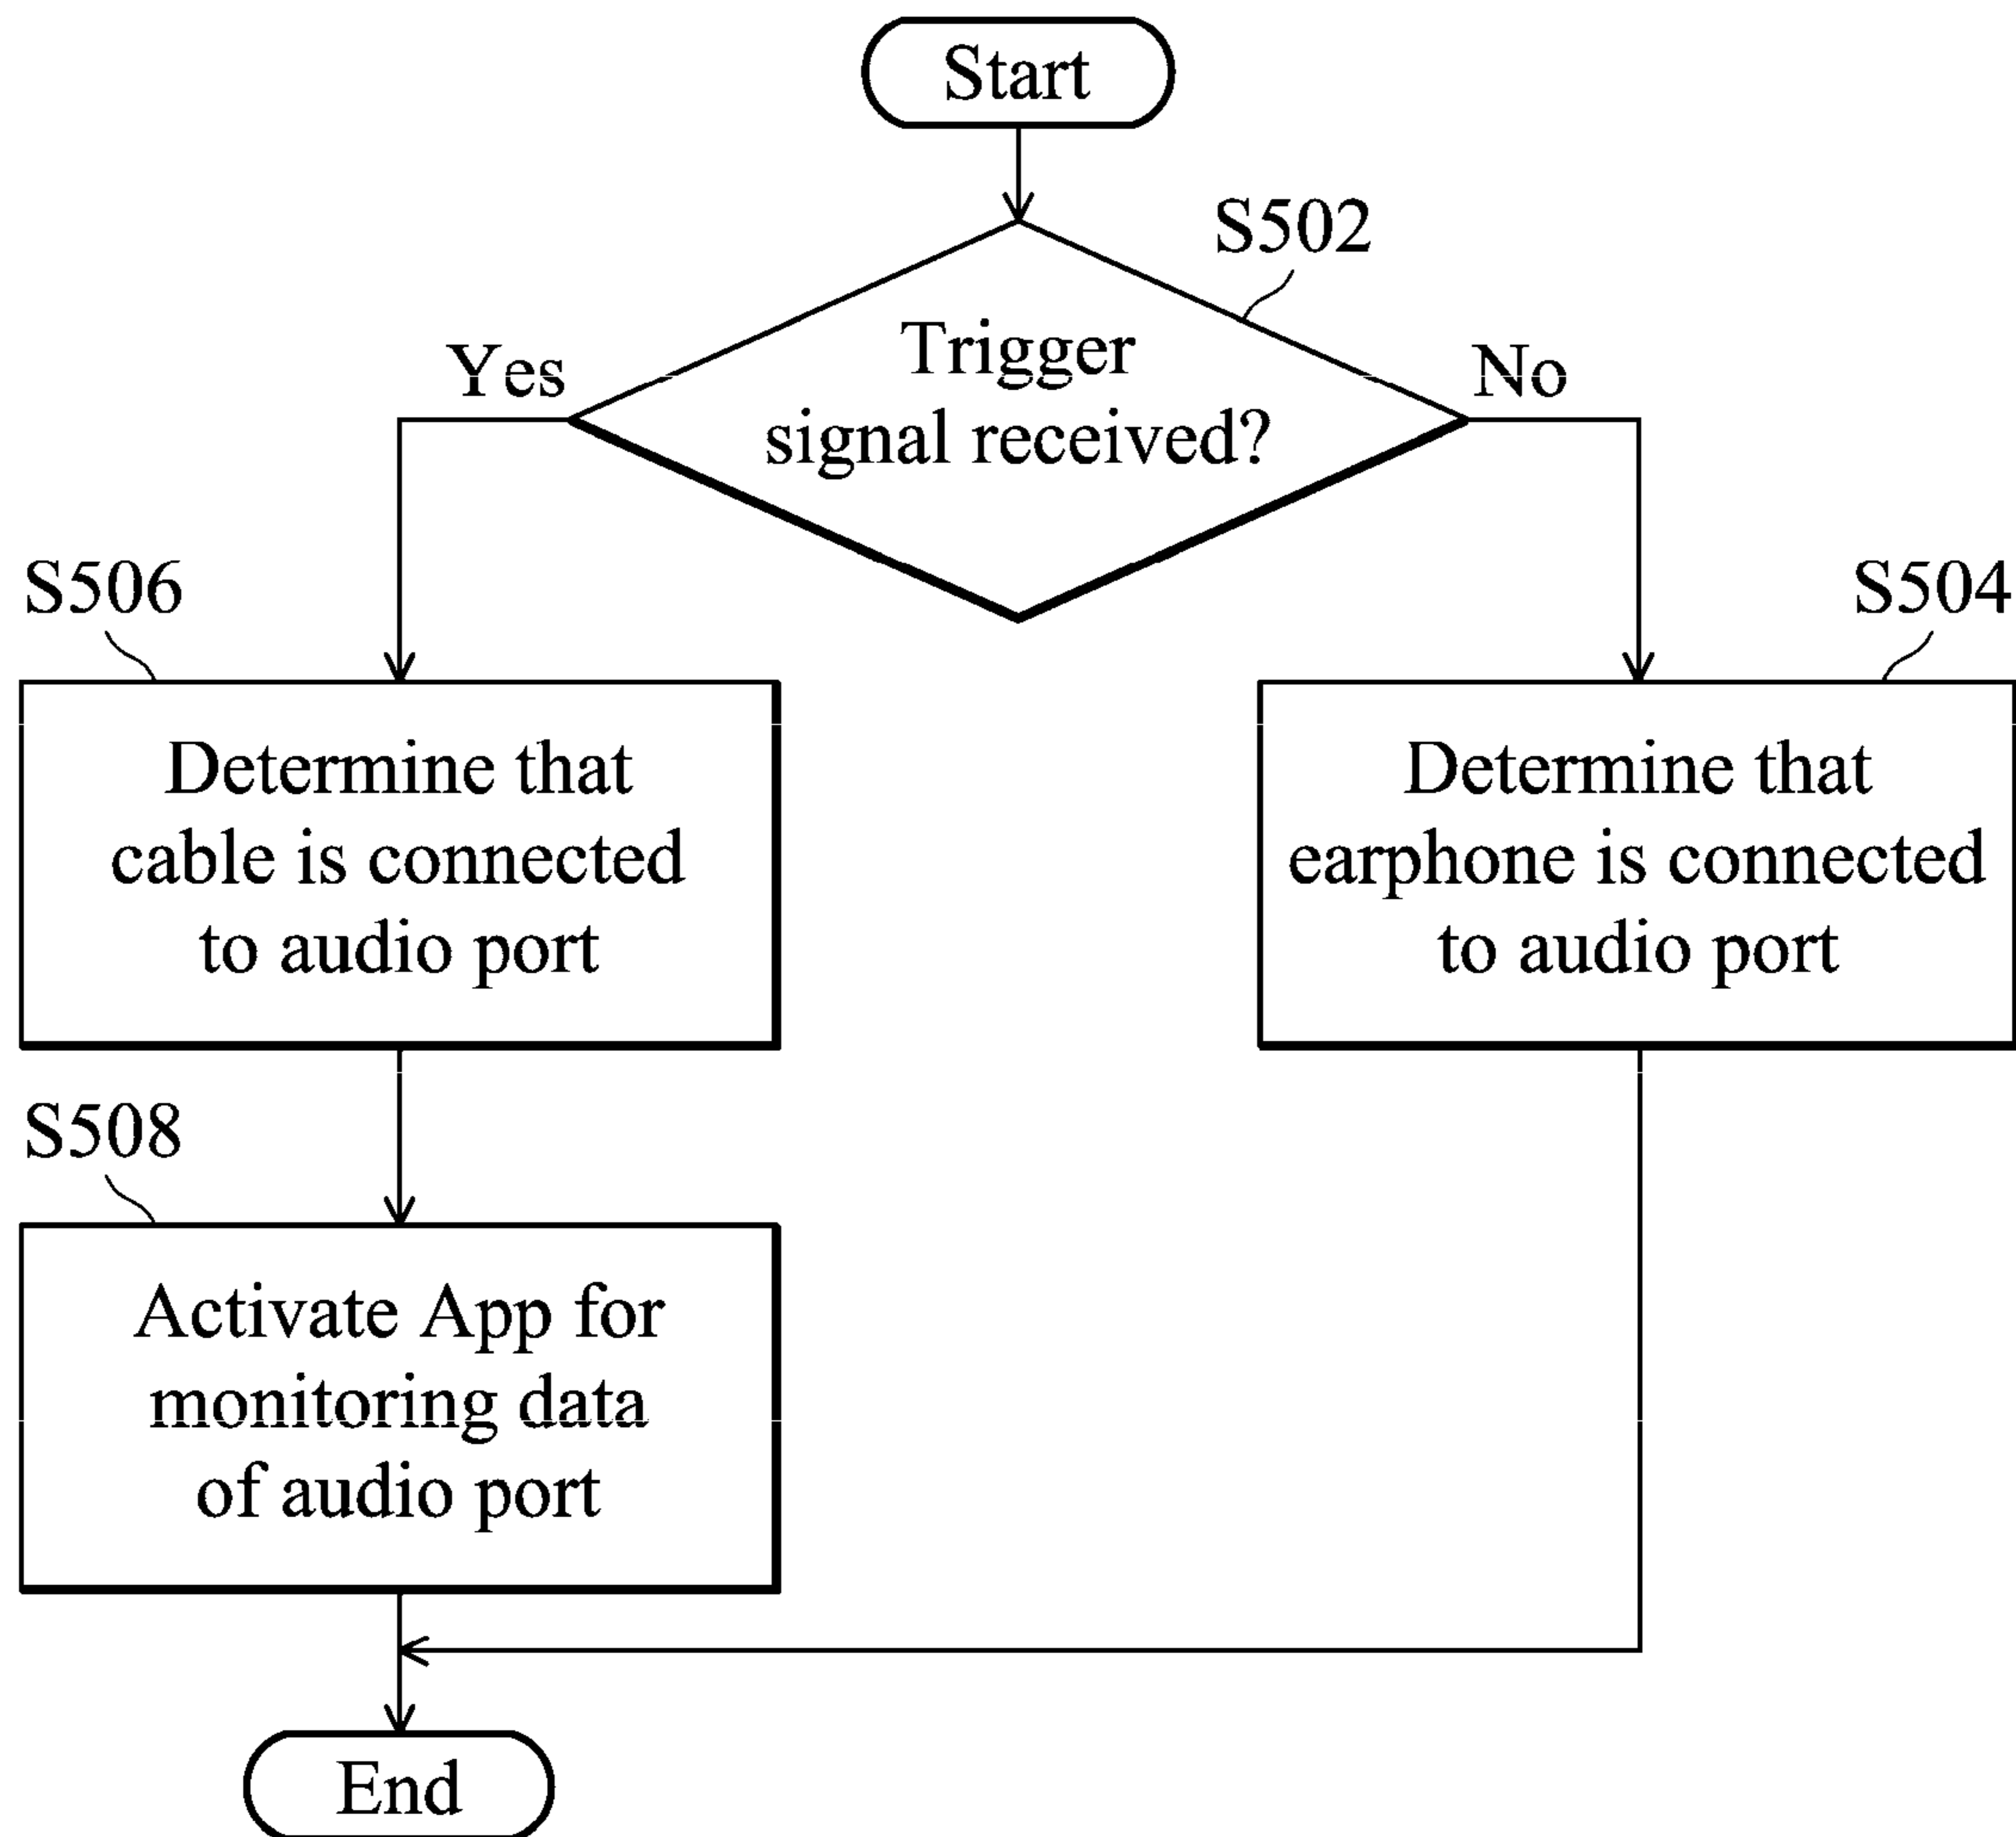 Start
S502
Trigger
signal received?
Yes
No
S506
S504
Determine that
cable is connected
to audio port
Determine that
earphone is connected
to audio port
S508
Activate App for
monitoring data
of audio port
End